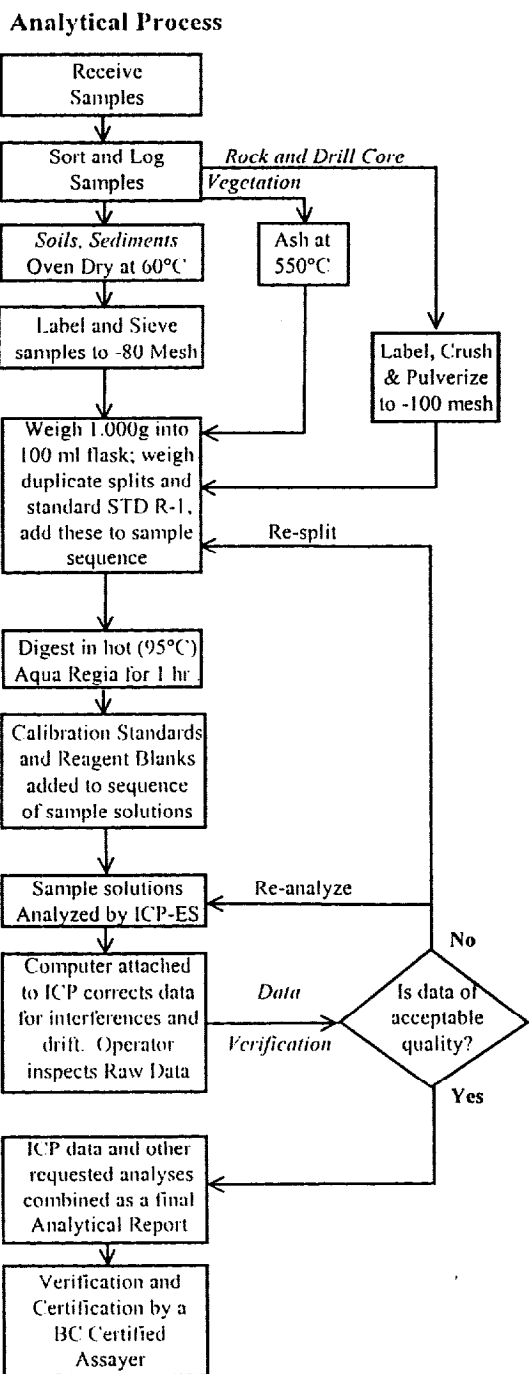 Analytical Process
Receive
Samples
Sort and Log
Samples
Rock and Drill Core
Vegetation
Soils, Sediments
Oven Dry at 60°C
Ash at
550°C
Label and Sieve
samples to -80 Mesh
Label, Crush
& Pulverize
to -100 mesh
Weigh 1.000g into
100 ml flask; weigh
duplicate splits and
standard STD R-1,
add these to sample
sequence
Re-split
Digest in hot (95°C)
Aqua Regia for 1 hr.
Calibration Standards
and Reagent Blanks
added to sequence
of sample solutions
Sample solutions
Analyzed by ICP-ES
Re-analyze
Computer attached
to ICP corrects data
for interferences and
drift. Operator
inspects Raw Data
Data
Verification
No
Is data of
acceptable
quality?
Yes
ICP data and other
requested analyses
combined as a final
Analytical Report
Verification and
Certification by a
BC Certified
Assayer